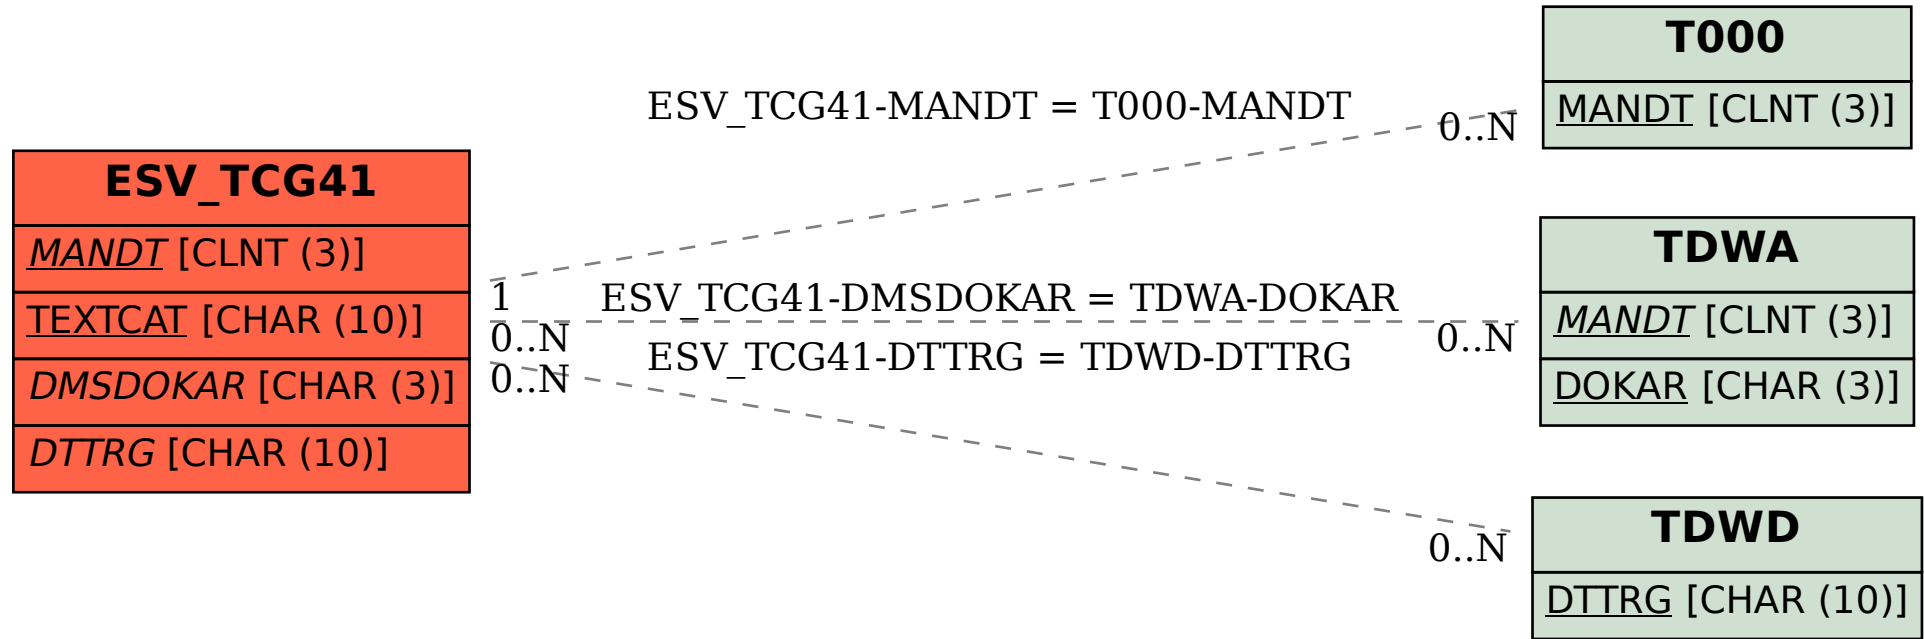 ESV_TCG41
MANDT [CLNT (3)]
TEXTCAT [CHAR (10)]
DMSDOKAR [CHAR (3)]
DTTRG [CHAR (10)]
ESV_TCG41-MANDT = T000-MANDT
0..N
1
ESV_TCG41-DMSDOKAR = TDWA-DOKAR
0..N
0..N
ESV_TCG41-DTTRG = TDWD-DTTRG
0..N
0..N
T000
MANDT [CLNT (3)]
TDWA
MANDT [CLNT (3)]
DOKAR [CHAR (3)]
TDWD
DTTRG [CHAR (10)]